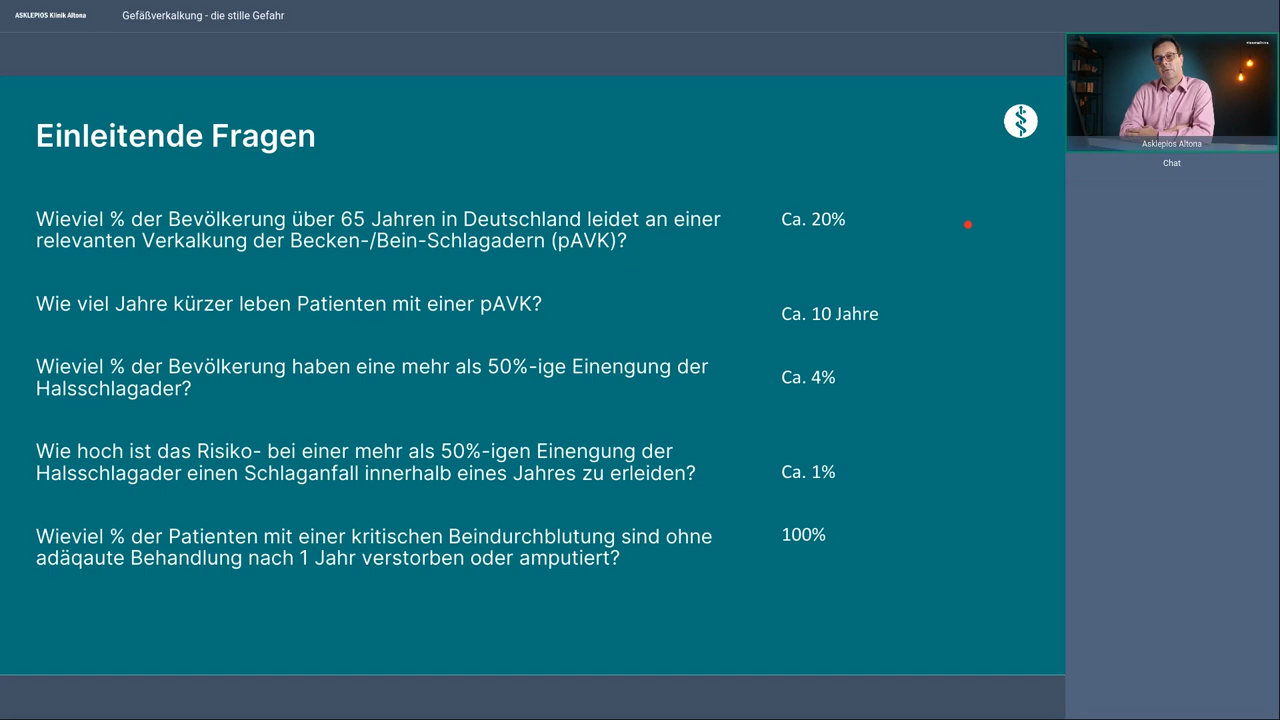 ASKLEPIOS Klinik Altona
Gefäßverkalkung - die stille Gefahr
Einleitende Fragen
Wieviel % der Bevölkerung über 65 Jahren in Deutschland leidet an einer
relevanten Verkalkung der Becken-/Bein-Schlagadern (pAVK)?
Ca. 20%
Wie viel Jahre kürzer leben Patienten mit einer pAVK?
Ca. 10 Jahre
Wieviel % der Bevölkerung haben eine mehr als 50%-ige Einengung der
Halsschlagader?
Ca. 4%
Wie hoch ist das Risiko- bei einer mehr als 50%-igen Einengung der
Halsschlagader einen Schlaganfall innerhalb eines Jahres zu erleiden?
Ca. 1%
Wieviel % der Patienten mit einer kritischen Beindurchblutung sind ohne
adäqaute Behandlung nach 1 Jahr verstorben oder amputiert?
100%
Asklepios Altona
Chat